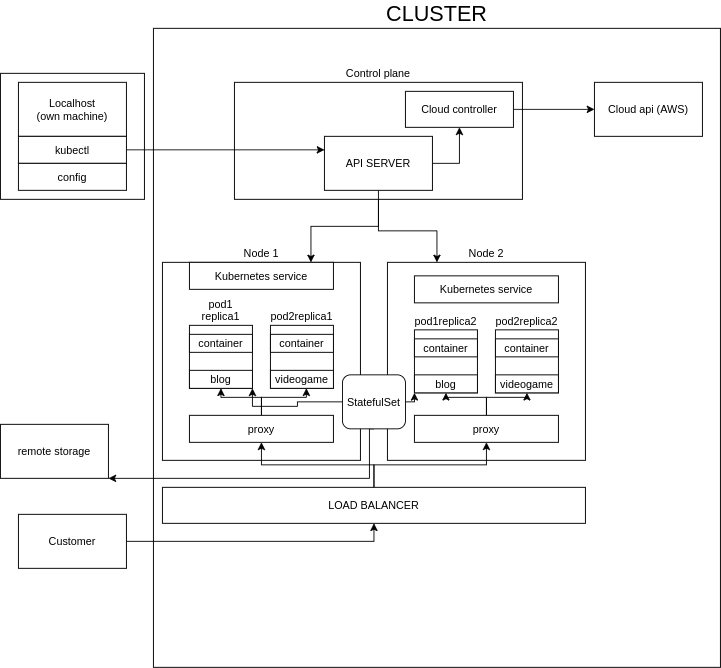 CLUSTER
Control plane
Localhost
(own machine)
kubectl
config
Cloud controller
API SERVER
Cloud api (AWS)
Node 1
Node 2
Kubernetes service
Kubernetes service
pod1
replica1
pod2replica1
pod1replica2
pod2replica2
container
container
container
container
blog
videogame
blog
videogame
StatefulSet
proxy
proxy
remote storage
LOAD BALANCER
Customer